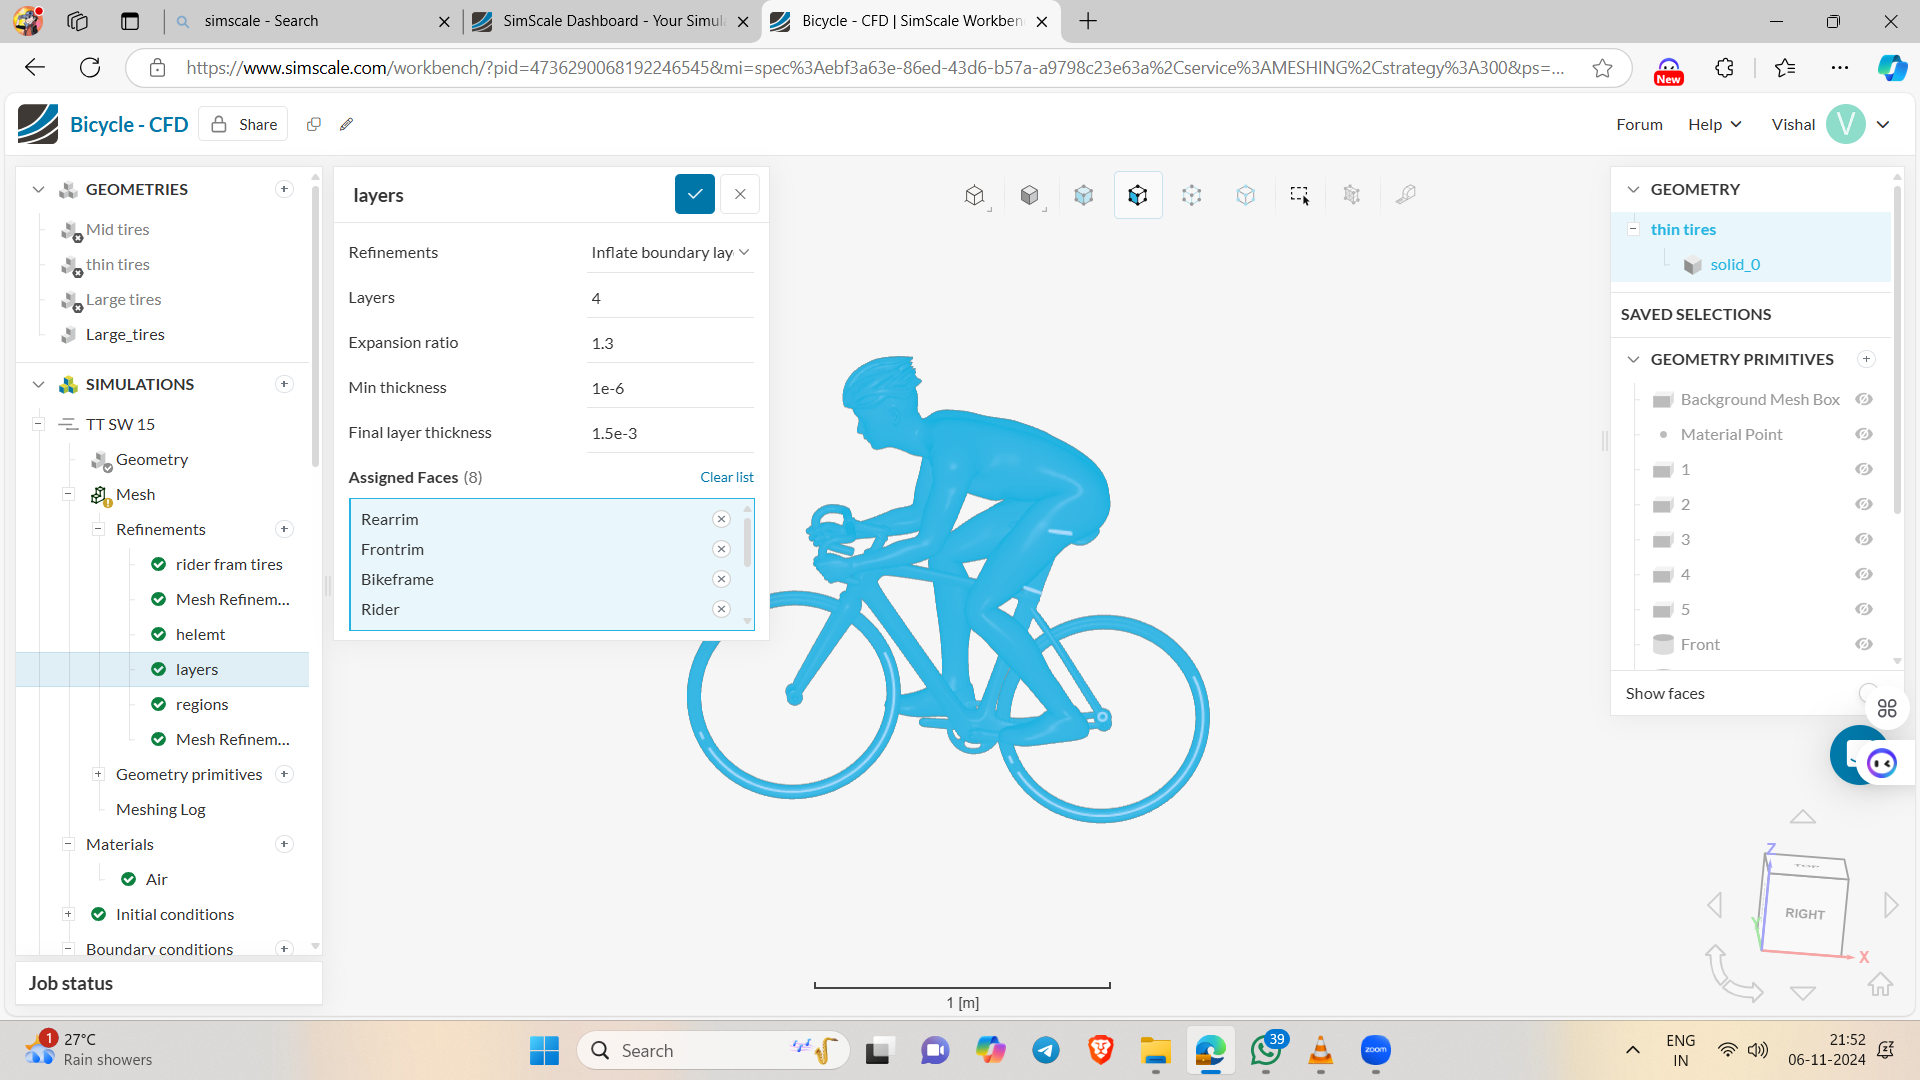 simscale - Search
SimScale Dashboard - Your Simula
Bicycle - CFD | SimScale Workben
https://www.simscale.com/workbench/?pid=4736290068192246545&mi=spec%3Aebf3a63e-86ed-43d6-b57a-a9798c23e63a%2Cservice%3AMESHING%2Cstrategy%3A300&ps=...
New
Bicycle - CFD
Share
Forum
Help
Vishal
V
GEOMETRIES
Mid tires
thin tires
Large tires
Large_tires
SIMULATIONS
TT SW 15
Geometry
Mesh
Refinements
rider fram tires
Mesh Refinem...
helemt
layers
regions
Mesh Refinem...
Geometry primitives
Meshing Log
Materials
Air
Initial conditions
Boundary conditions
Job status
layers
Refinements
Inflate boundary lay
Layers
4
Expansion ratio
1.3
Min thickness
1e-6
Final layer thickness
1.5e-3
Assigned Faces (8)
Clear list
Rearrim
Frontrim
Bikeframe
Rider
1 [m]
GEOMETRY
thin tires
solid_0
SAVED SELECTIONS
GEOMETRY PRIMITIVES
Background Mesh Box
Material Point
1
2
3
4
5
Front
Show faces
Z
TOP
RIGHT
Y
X
1
27°C
Rain showers
Search
39
zoom
ENG
IN
21:52
06-11-2024